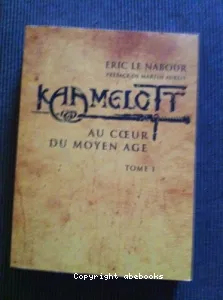 ERIC LE NABOUR
PRÉFACE DE MARTIN AURELL
KAAMELOTT
AU CŒUR
DU MOYEN AGE
TOME 1
Copyright abebooks